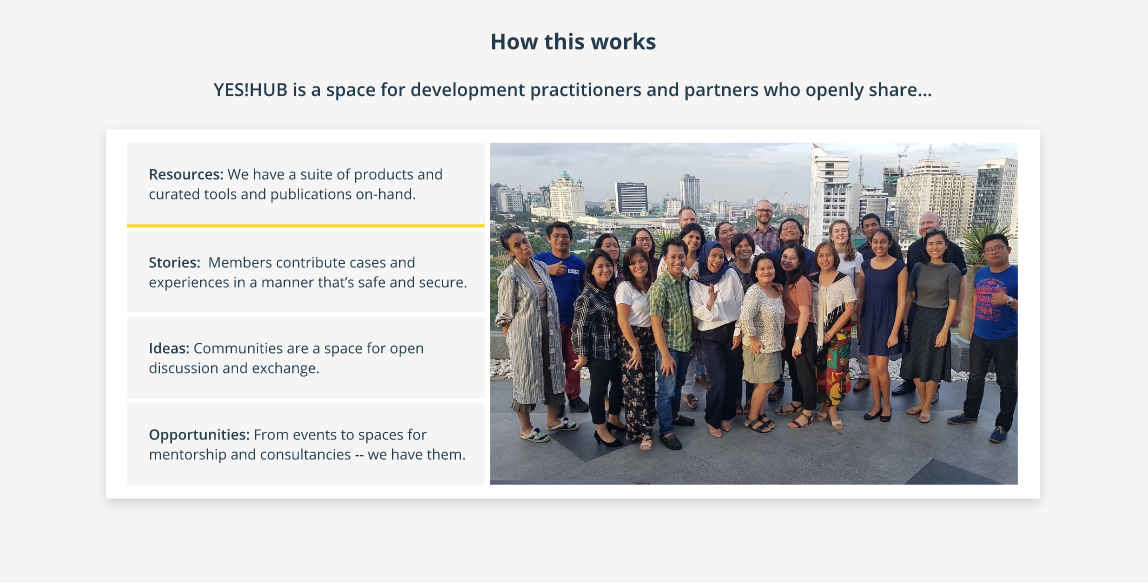 How this works
YES!HUB is a space for development practitioners and partners who openly share...
Resources: We have a suite of products and
curated tools and publications on-hand.
Stories:  Members contribute cases and
experiences in a manner that's safe and secure.
Ideas: Communities are a space for open
discussion and exchange.
Opportunities: From events to spaces for
mentorship and consultancies -- we have them.